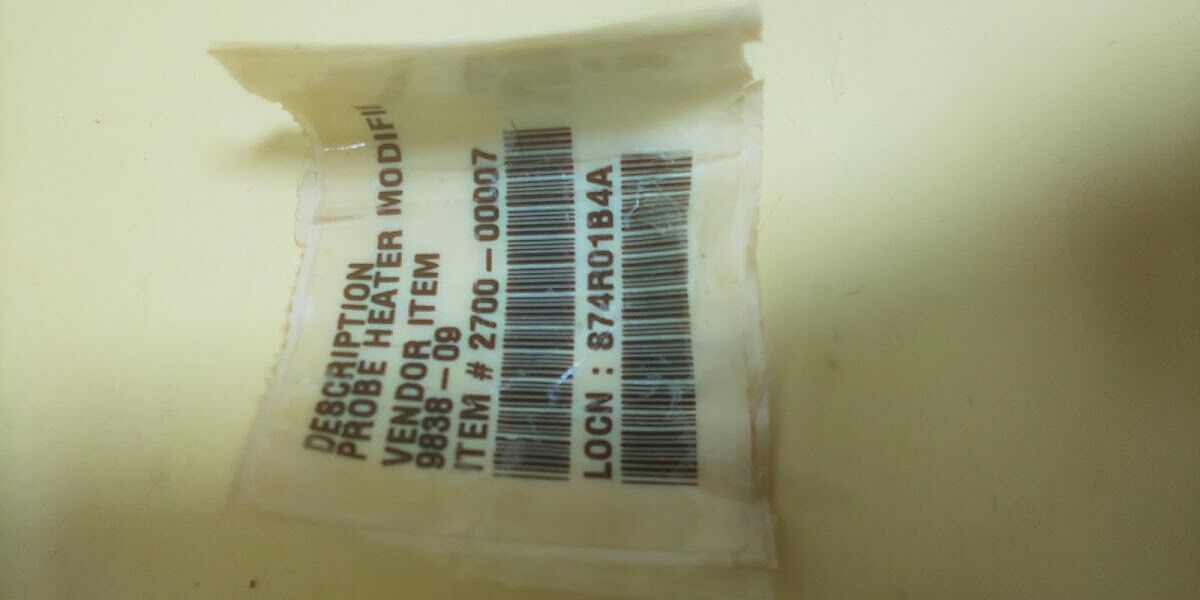 DESCRIPTION
PROBE HEATER MODIFI
VENDOR ITEM
9838-09
ITEM # 2700-00007
LOCN : 874R01B4A